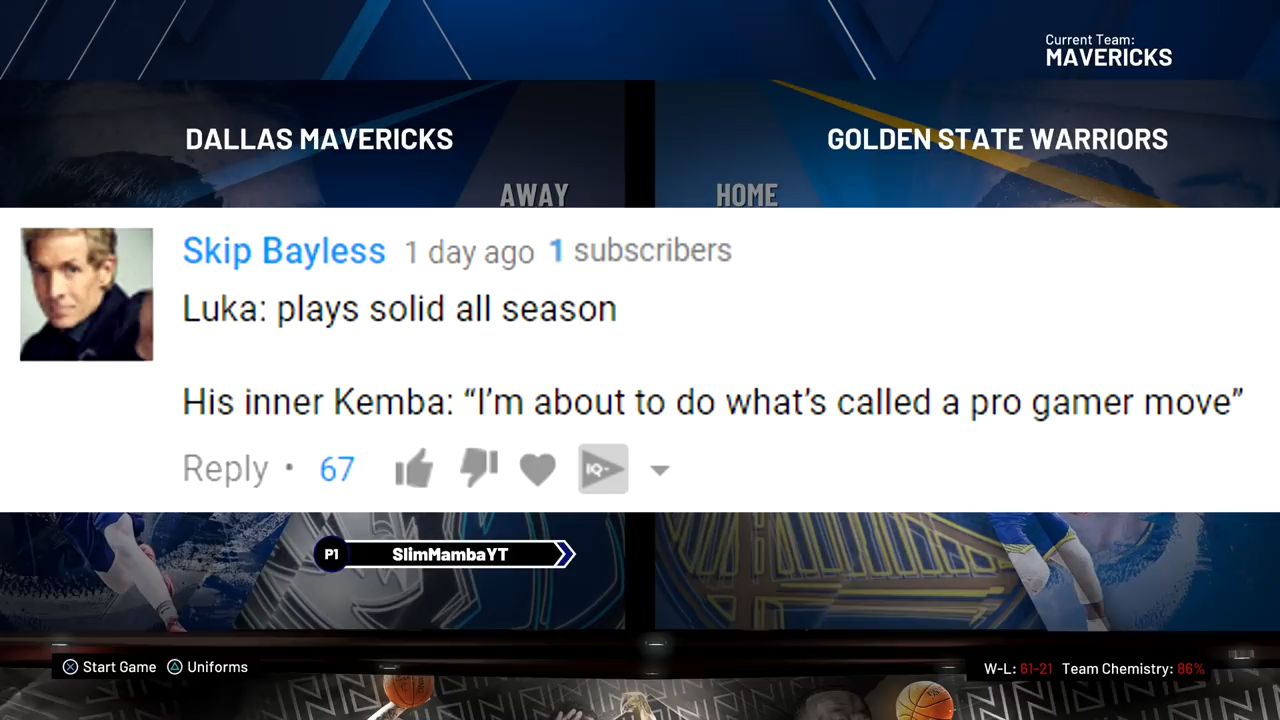 Current Team:
MAVERICKS
DALLAS MAVERICKS
GOLDEN STATE WARRIORS
AWAY
HOME
Skip Bayless 1 day ago 1 subscribers
Luka: plays solid all season
His inner Kemba: “I’m about to do what’s called a pro gamer move”
Reply • 67
IQ
P1 SlimMambaYT
Start Game Uniforms
W-L: 61-21 Team Chemistry: 86%